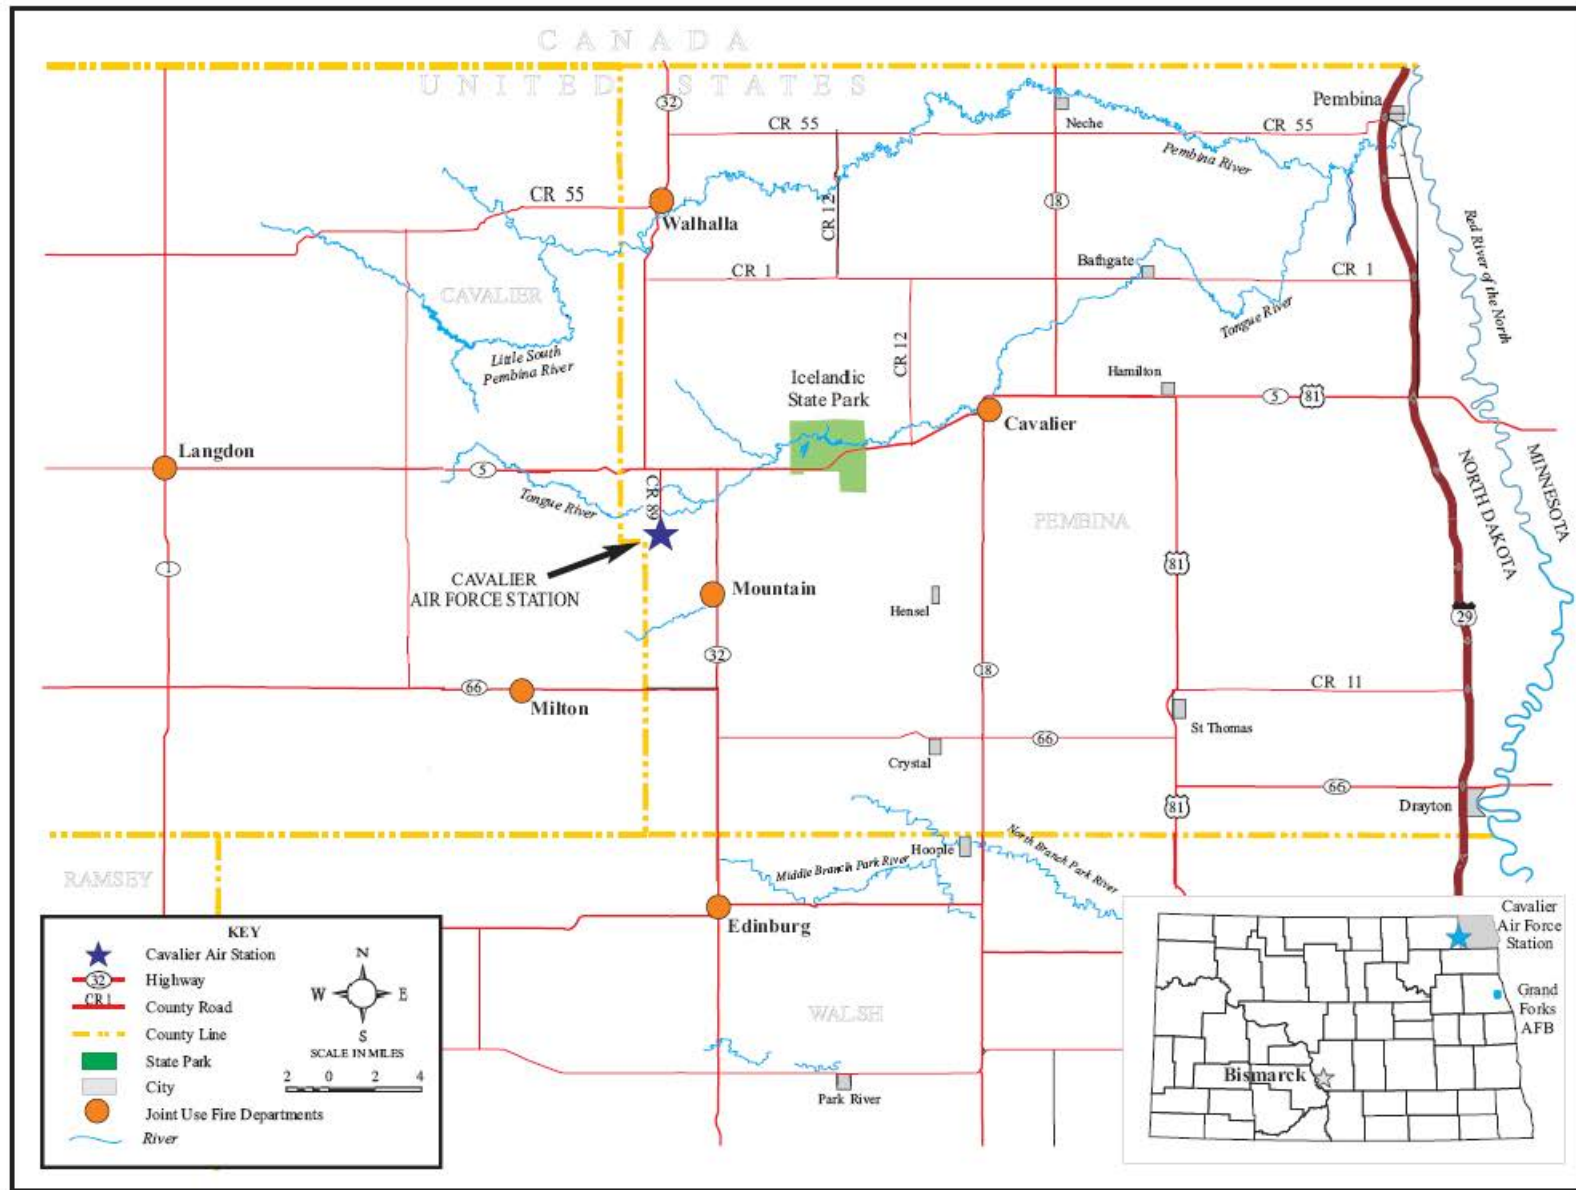 CANADA
UNITED STATES
32
CR 55
CR 55
Pembina
Neche
Pembina River
CR 55
Walhalla
CR 12
18
Red River of the North
CR 1
Bathgate
CR 1
CAVALIER
Tongue River
Little South
Pembina River
CR 12
Icelandic
State Park
Hamilton
5
81
Cavalier
Langdon
5
CR 89
Tongue River
MINNESOTA
NORTH DAKOTA
PEMBINA
1
CAVALIER
AIR FORCE STATION
81
Mountain
Hensel
29
32
18
66
Milton
CR 11
St Thomas
66
Crystal
66
81
Drayton
RAMSEY
Hoople
Middle Branch Park River
North Branch Park River
Edinburg
WALSH
Park River
KEY
Cavalier Air Station
32
Highway
CR 1
County Road
County Line
State Park
City
Joint Use Fire Departments
River
N
W E
S
SCALE IN MILES
2 0 2 4
Cavalier
Air Force
Station
Grand
Forks
AFB
Bismarck